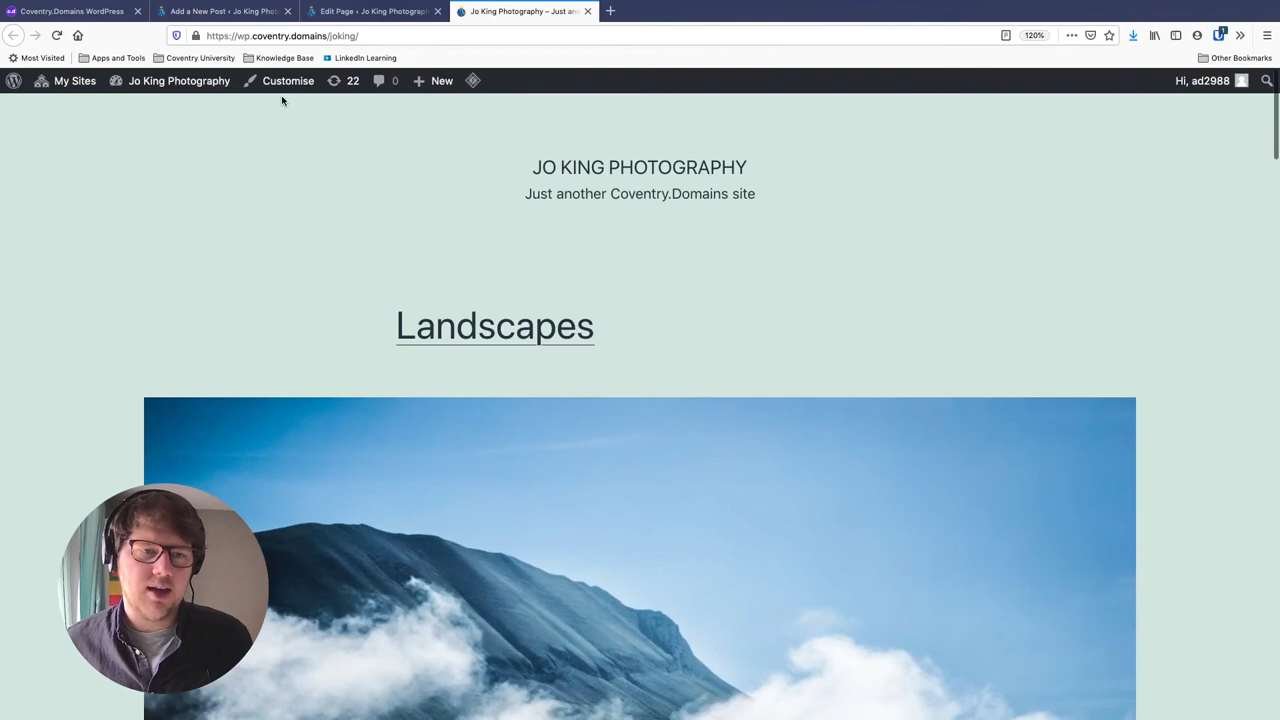 Coventry.Domains WordPress
Add a New Post ‹ Jo King Phot
Edit Page ‹ Jo King Photograph
Jo King Photography – Just an
https://wp.coventry.domains/joking/
120%
1
Most Visited
Apps and Tools
Coventry University
Knowledge Base
LinkedIn Learning
Other Bookmarks
My Sites
Jo King Photography
Customise
22
0
New
Hi, ad2988
JO KING PHOTOGRAPHY
Just another Coventry.Domains site
Landscapes